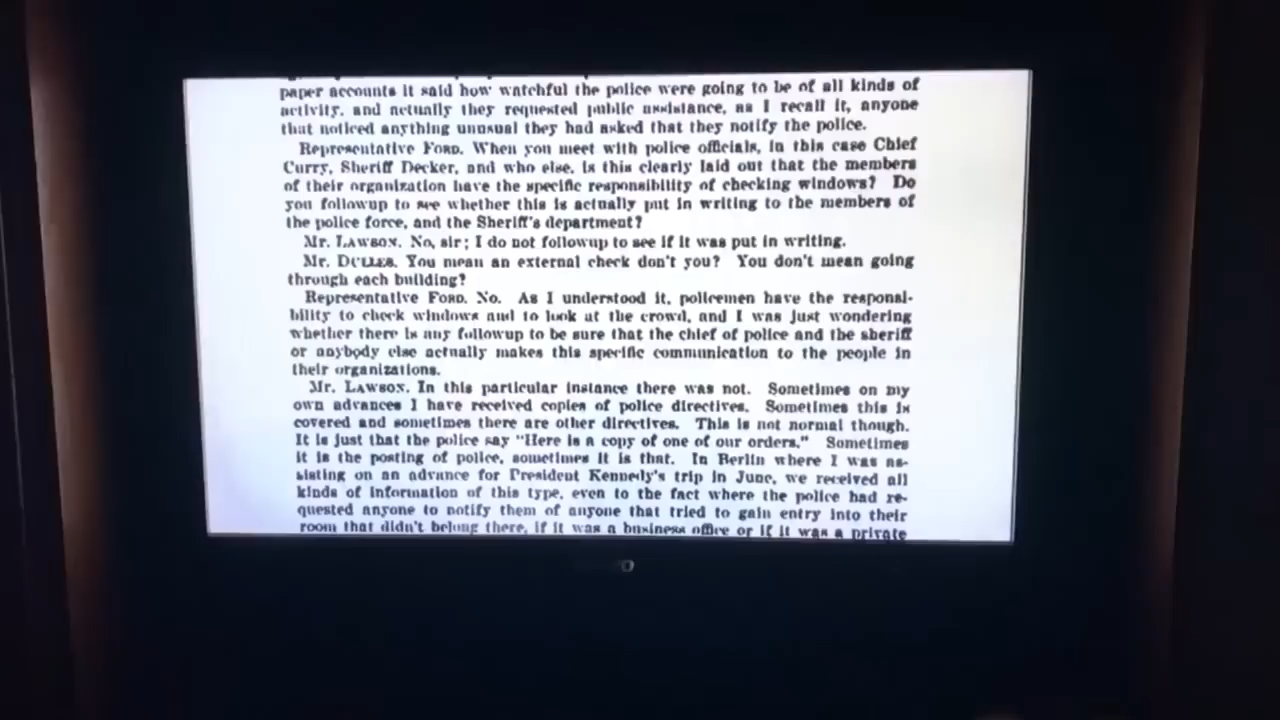 paper accounts it said how watchful the police were going to be of all kinds of
activity, and actually they requested public assistance, as I recall it, anyone
that noticed anything unusual they had asked that they notify the police.
Representative FORD. When you meet with police officials, in this case Chief
Curry, Sheriff Decker, and who else, is this clearly laid out that the members
of their organization have the specific responsibility of checking windows? Do
you followup to see whether this is actually put in writing to the members of
the police force, and the Sheriff's department?
Mr. LAWSON. No, sir; I do not followup to see if it was put in writing.
Mr. DULLES. You mean an external check don't you? You don't mean going
through each building?
Representative FORD. No. As I understood it, policemen have the responsi-
bility to check windows and to look at the crowd, and I was just wondering
whether there is any followup to be sure that the chief of police and the sheriff
or anybody else actually makes this specific communication to the people in
their organizations.
Mr. LAWSON. In this particular instance there was not. Sometimes on my
own advances I have received copies of police directives. Sometimes this is
covered and sometimes there are other directives. This is not normal though.
It is just that the police say "Here is a copy of one of our orders." Sometimes
it is the posting of police, sometimes it is that. In Berlin where I was as-
sisting on an advance for President Kennedy's trip in June, we received all
kinds of information of this type, even to the fact where the police had re-
quested anyone to notify them of anyone that tried to gain entry into their
room that didn't belong there, if it was a business office or if it was a private